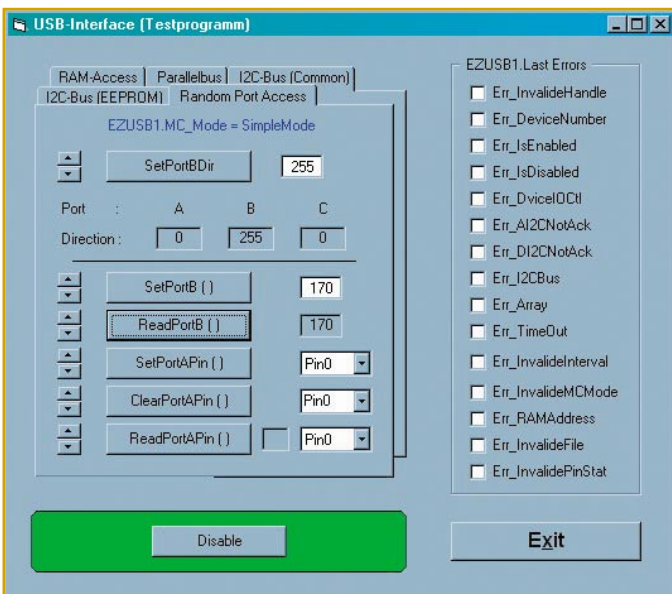 USB-Interface (Testprogramm)
RAM-Access Parallelbus I2C-Bus (Common)
I2C-Bus (EEPROM) Random Port Access
EZUSB1.MC_Mode = SimpleMode
SetPortBDir 255
Port : A B C
Direction : 0 255 0
SetPortB ( ) 170
ReadPortB ( ) 170
SetPortAPin ( ) Pin0
ClearPortAPin ( ) Pin0
ReadPortAPin ( ) Pin0
Disable
EZUSB1.Last Errors
Err_InvalideHandle
Err_DeviceNumber
Err_IsEnabled
Err_IsDisabled
Err_DviceIOCtl
Err_AI2CNotAck
Err_DI2CNotAck
Err_I2CBus
Err_Array
Err_TimeOut
Err_InvalideInterval
Err_InvalideMCMode
Err_RAMAddress
Err_InvalideFile
Err_InvalidePinStat
Exit